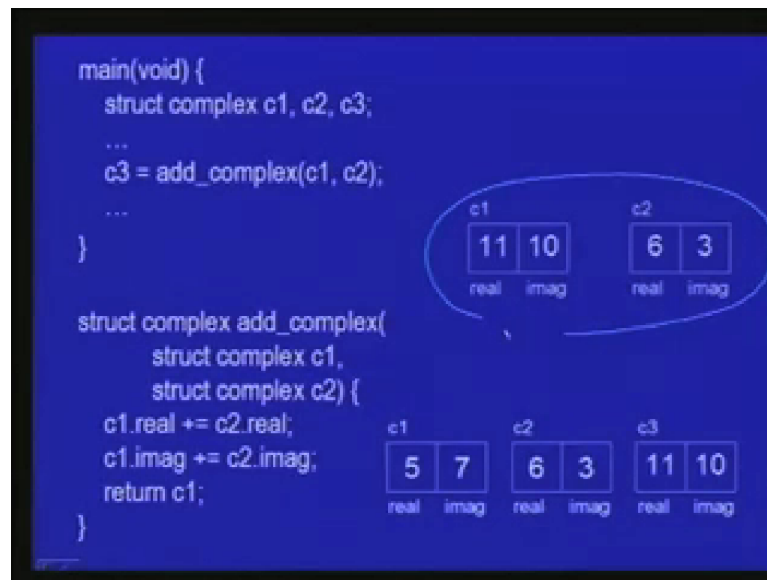 main(void) {
struct complex c1, c2, c3;
...
c3 = add_complex(c1, c2);
...
}
c1 c2
11 10 6 3
real imag real imag
struct complex add_complex(
struct complex c1,
struct complex c2) {
c1.real += c2.real;
c1.imag += c2.imag;
return c1;
}
c1 c2 c3
5 7 6 3 11 10
real imag real imag real imag